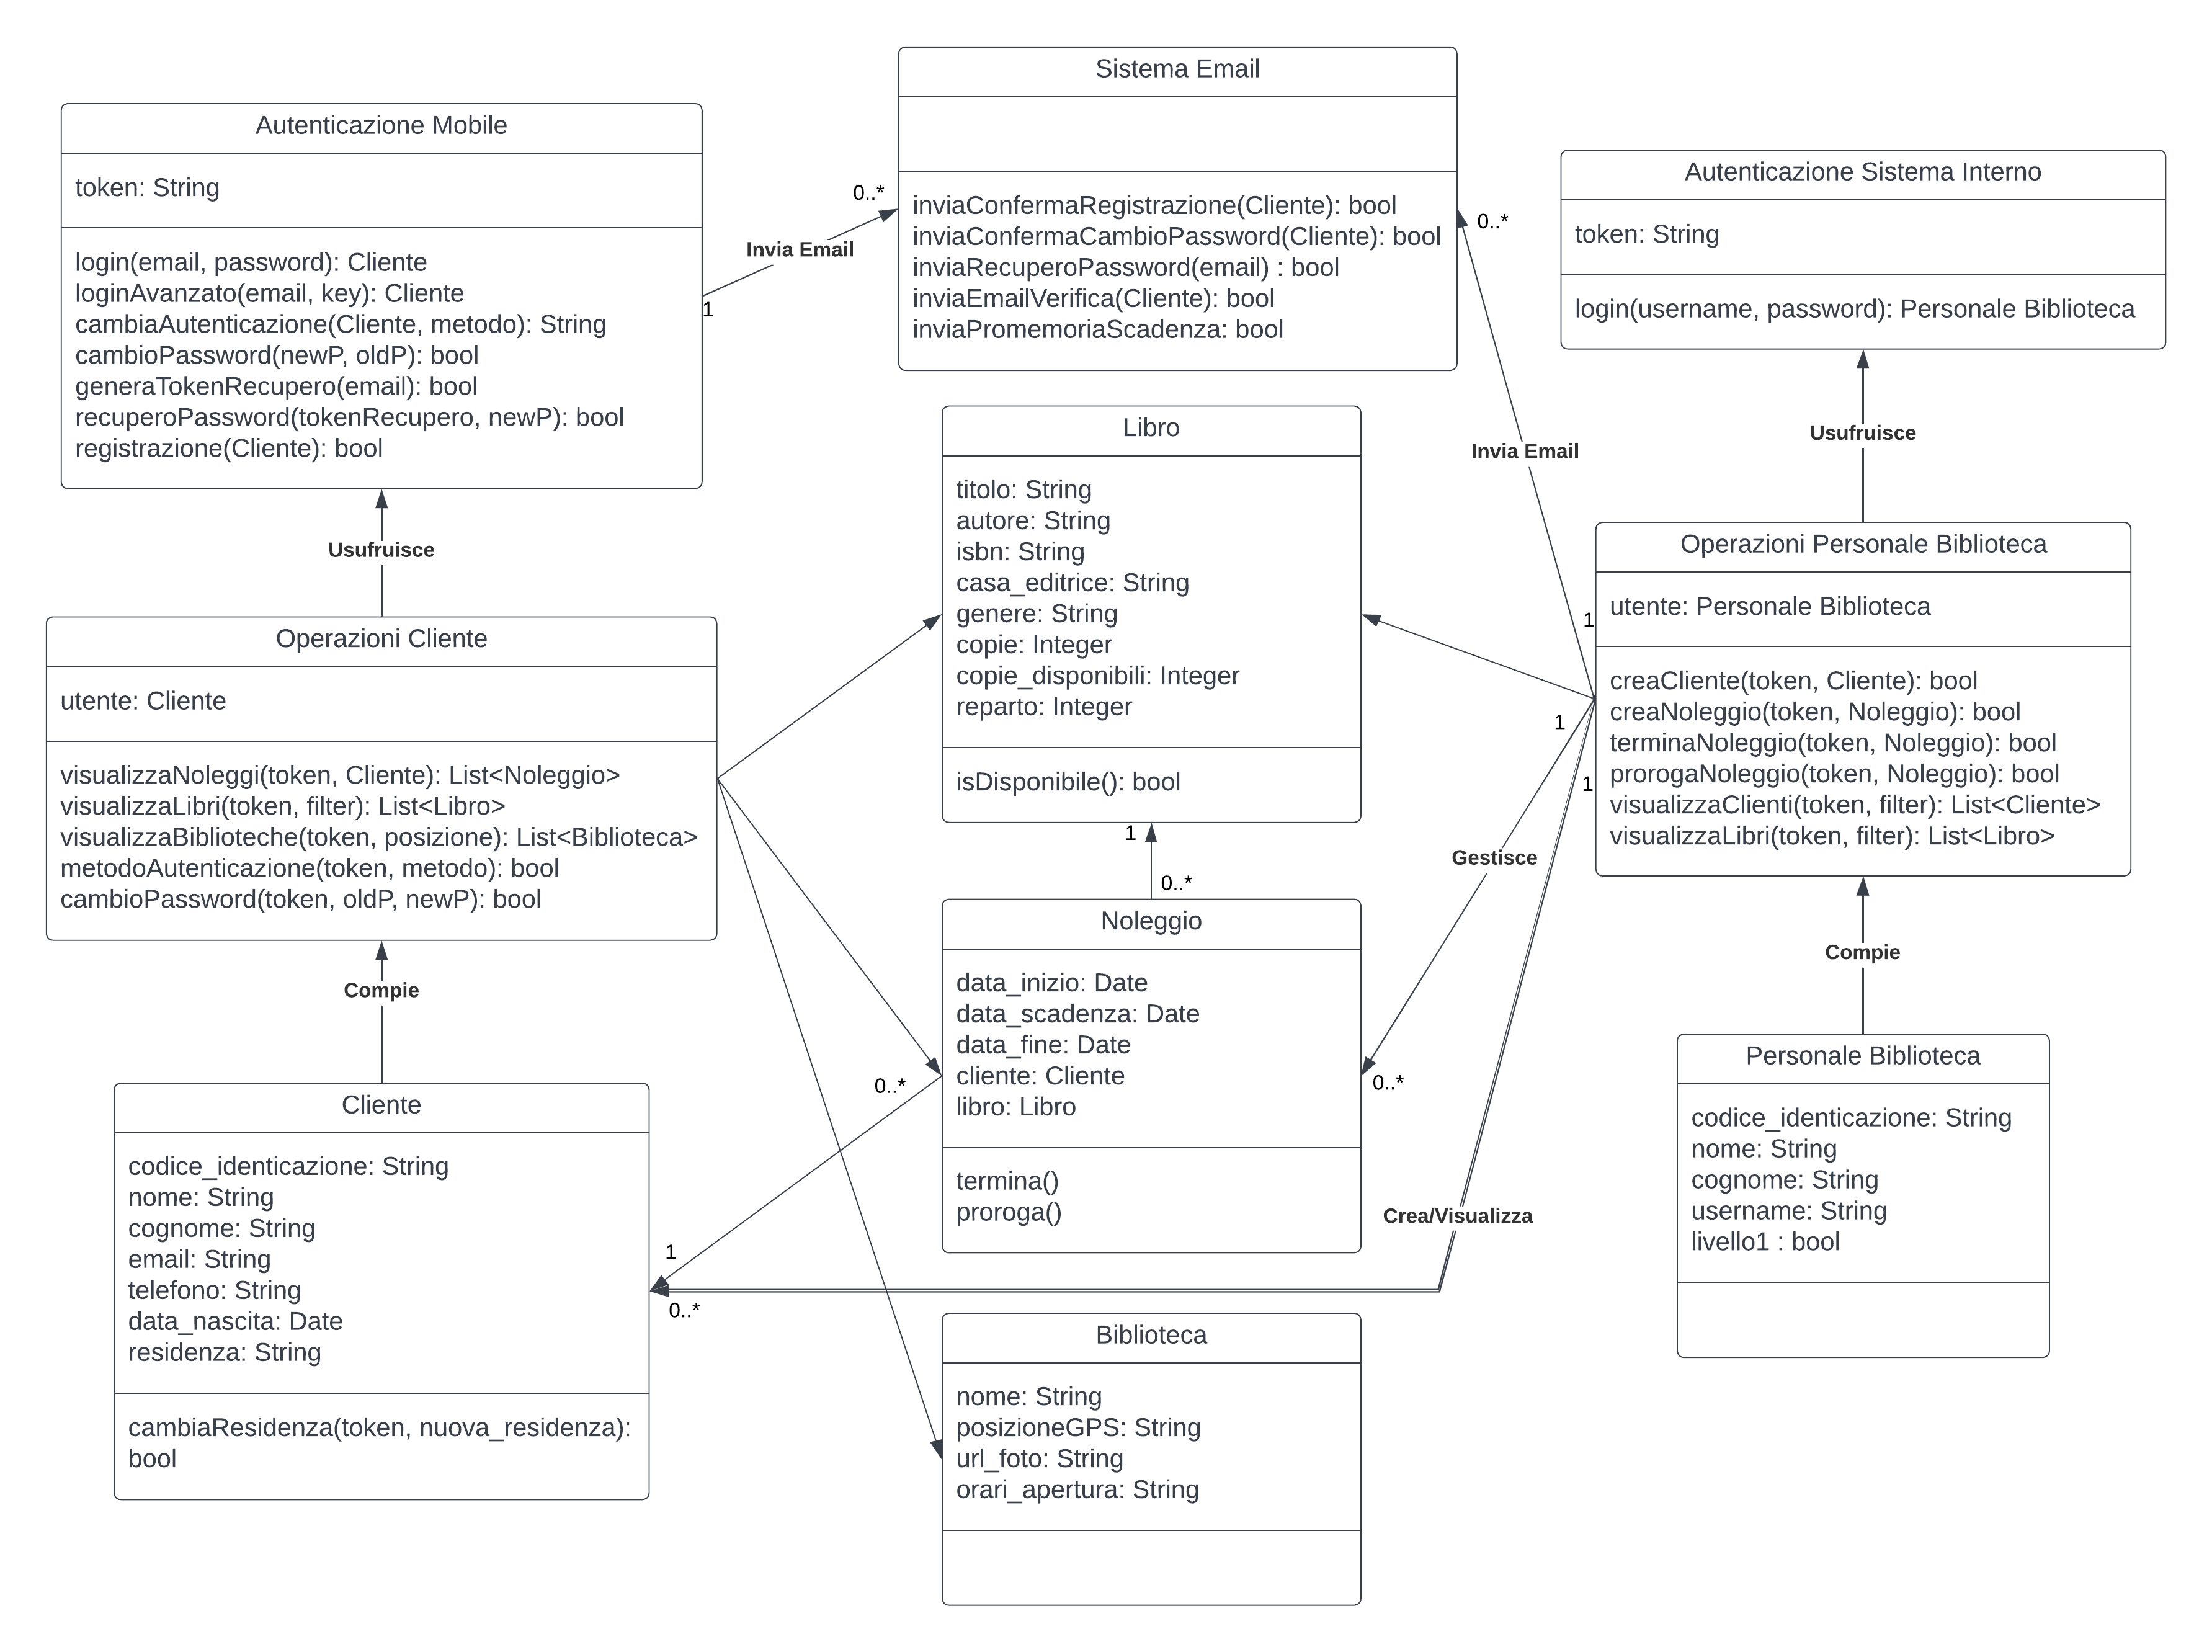 Sistema Email
inviaConfermaRegistrazione(Cliente): bool
inviaConfermaCambioPassword(Cliente): bool
inviaRecuperoPassword(email) : bool
inviaEmailVerifica(Cliente): bool
inviaPromemoriaScadenza: bool
Autenticazione Mobile
token: String
login(email, password): Cliente
loginAvanzato(email, key): Cliente
cambiaAutenticazione(Cliente, metodo): String
cambioPassword(newP, oldP): bool
generaTokenRecupero(email): bool
recuperoPassword(tokenRecupero, newP): bool
registrazione(Cliente): bool
0..*
Invia Email
1
Autenticazione Sistema Interno
token: String
login(username, password): Personale Biblioteca
0..*
Invia Email
1
Usufruisce
Usufruisce
Libro
titolo: String
autore: String
isbn: String
casa_editrice: String
genere: String
copie: Integer
copie_disponibili: Integer
reparto: Integer
isDisponibile(): bool
Operazioni Personale Biblioteca
utente: Personale Biblioteca
creaCliente(token, Cliente): bool
creaNoleggio(token, Noleggio): bool
terminaNoleggio(token, Noleggio): bool
prorogaNoleggio(token, Noleggio): bool
visualizzaClienti(token, filter): List<Cliente>
visualizzaLibri(token, filter): List<Libro>
Operazioni Cliente
utente: Cliente
visualizzaNoleggi(token, Cliente): List<Noleggio>
visualizzaLibri(token, filter): List<Libro>
visualizzaBiblioteche(token, posizione): List<Biblioteca>
metodoAutenticazione(token, metodo): bool
cambioPassword(token, oldP, newP): bool
1
1
1
0..*
Gestisce
0..*
Compie
Compie
Noleggio
data_inizio: Date
data_scadenza: Date
data_fine: Date
cliente: Cliente
libro: Libro
termina()
proroga()
Personale Biblioteca
codice_identicazione: String
nome: String
cognome: String
username: String
livello1 : bool
0..*
1
Crea/Visualizza
0..*
Cliente
codice_identicazione: String
nome: String
cognome: String
email: String
telefono: String
data_nascita: Date
residenza: String
cambiaResidenza(token, nuova_residenza):
bool
Biblioteca
nome: String
posizioneGPS: String
url_foto: String
orari_apertura: String